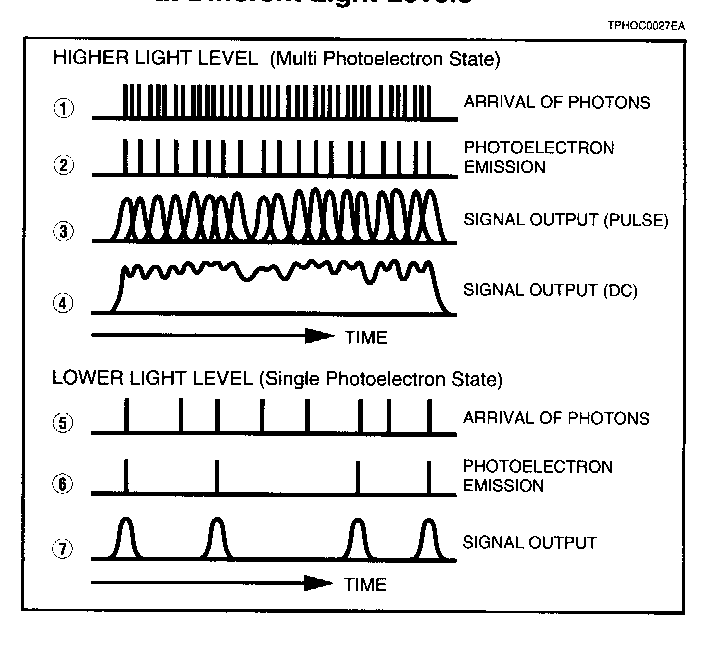 TPHOC0027EA
HIGHER LIGHT LEVEL (Multi Photoelectron State)
① ARRIVAL OF PHOTONS
② PHOTOELECTRON
EMISSION
③ SIGNAL OUTPUT (PULSE)
④ SIGNAL OUTPUT (DC)
TIME
LOWER LIGHT LEVEL (Single Photoelectron State)
⑤ ARRIVAL OF PHOTONS
⑥ PHOTOELECTRON
EMISSION
⑦ SIGNAL OUTPUT
TIME